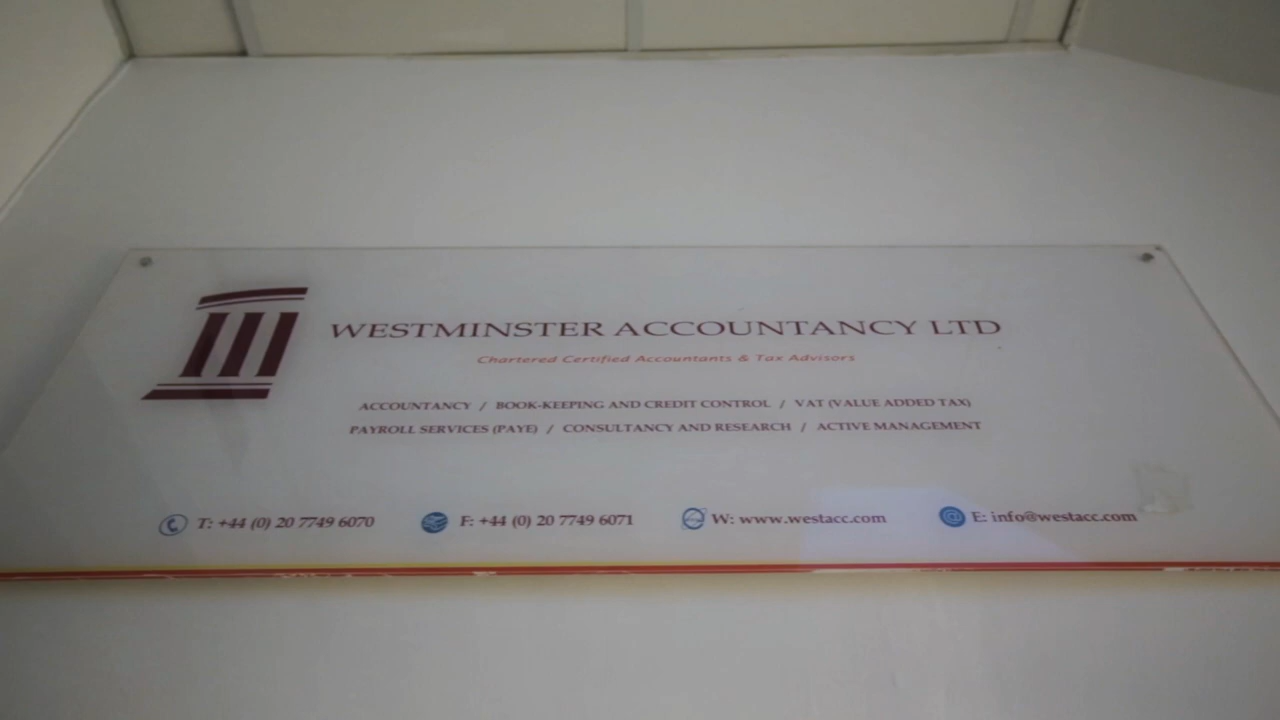 WESTMINSTER ACCOUNTANCY LTD
Chartered Certified Accountants & Tax Advisors
ACCOUNTANCY / BOOK-KEEPING AND CREDIT CONTROL / VAT (VALUE ADDED TAX)
PAYROLL SERVICES (PAYE) / CONSULTANCY AND RESEARCH / ACTIVE MANAGEMENT
T: +44 (0) 20 7749 6070 F: +44 (0) 20 7749 6071 W: www.westacc.com E: info@westacc.com